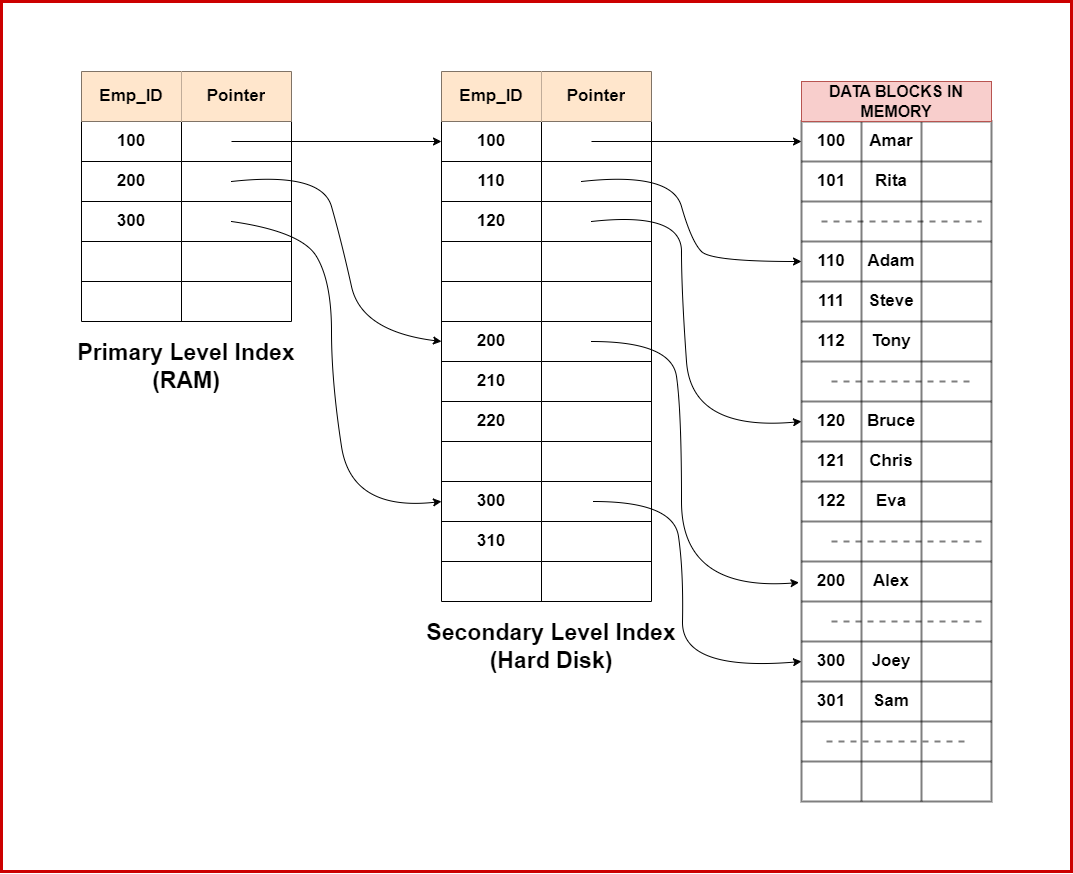 Emp_ID Pointer
100
200
300
Primary Level Index
(RAM)
Emp_ID Pointer
100
110
120
200
210
220
300
310
Secondary Level Index
(Hard Disk)
DATA BLOCKS IN
MEMORY
100 Amar
101 Rita
110 Adam
111 Steve
112 Tony
120 Bruce
121 Chris
122 Eva
200 Alex
300 Joey
301 Sam